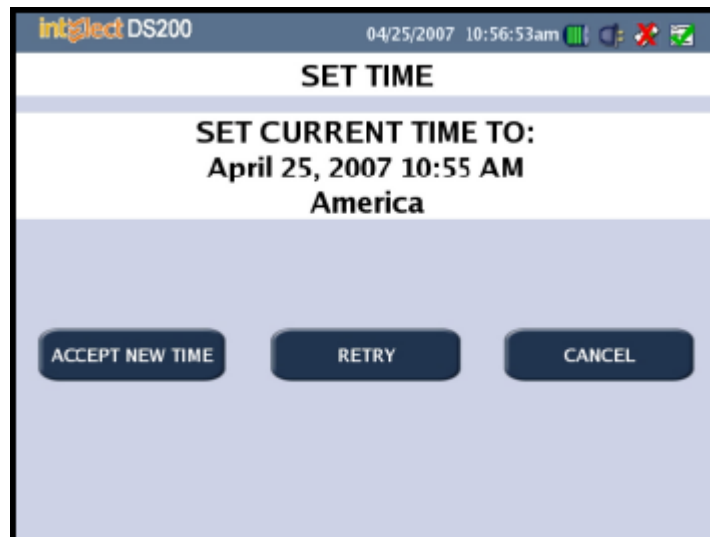 intElect DS200 04/25/2007 10:56:53am
SET TIME
SET CURRENT TIME TO:
April 25, 2007 10:55 AM
America
ACCEPT NEW TIME RETRY CANCEL